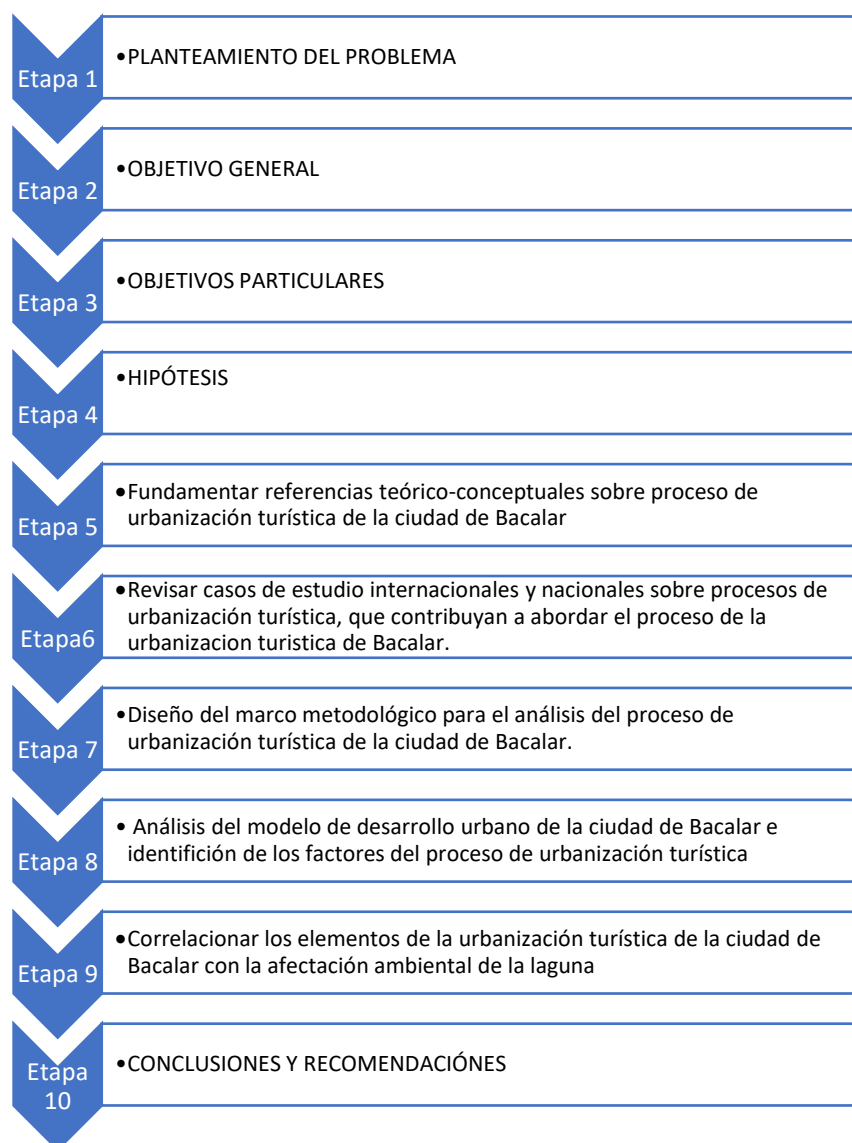 Etapa 1
•PLANTEAMIENTO DEL PROBLEMA
Etapa 2
•OBJETIVO GENERAL
Etapa 3
•OBJETIVOS PARTICULARES
Etapa 4
•HIPÓTESIS
Etapa 5
•Fundamentar referencias teórico-conceptuales sobre proceso de
urbanización turística de la ciudad de Bacalar
Etapa6
•Revisar casos de estudio internacionales y nacionales sobre procesos de
urbanización turística, que contribuyan a abordar el proceso de la
urbanizacion turistica de Bacalar.
Etapa 7
•Diseño del marco metodológico para el análisis del proceso de
urbanización turística de la ciudad de Bacalar.
Etapa 8
• Análisis del modelo de desarrollo urbano de la ciudad de Bacalar e
identifición de los factores del proceso de urbanización turística
Etapa 9
•Correlacionar los elementos de la urbanización turística de la ciudad de
Bacalar con la afectación ambiental de la laguna
Etapa
10
•CONCLUSIONES Y RECOMENDACIÓNES